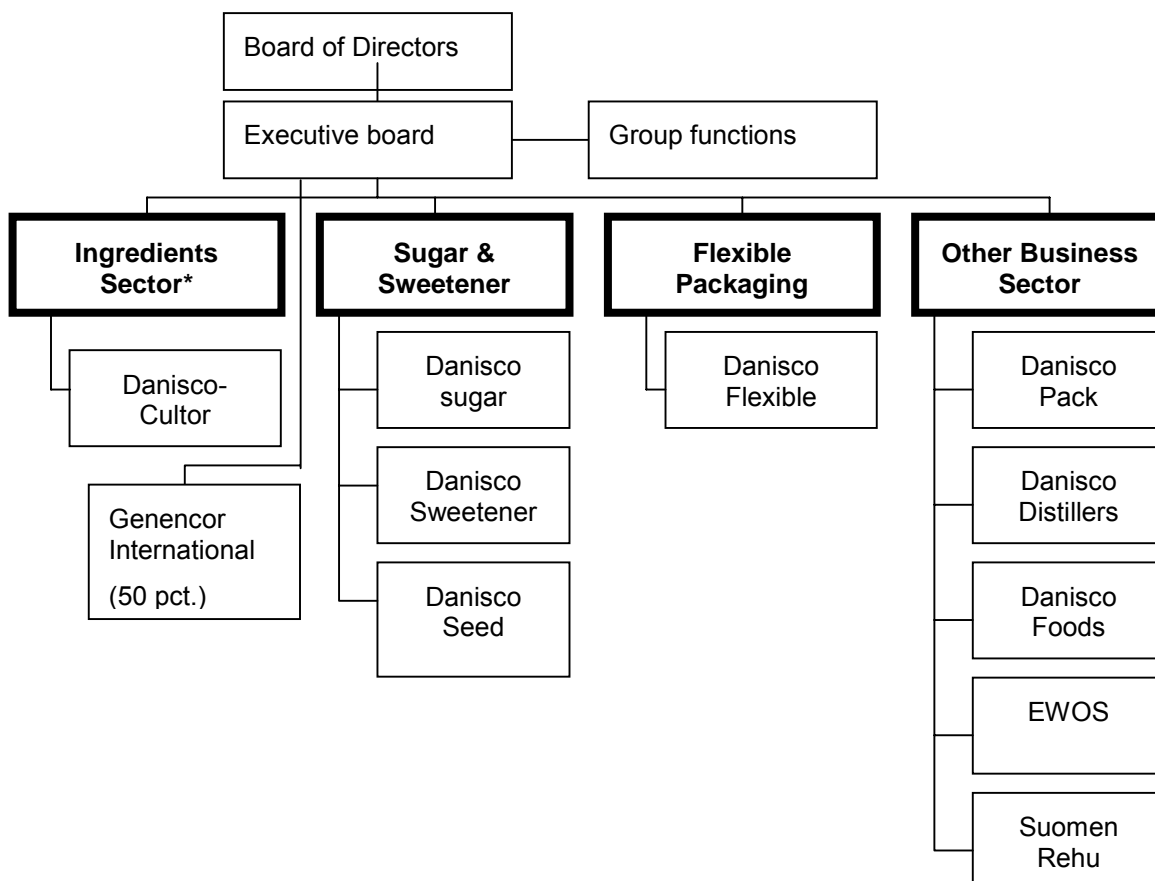 Board of Directors
Executive board
Group functions
Ingredients
Sector*
Sugar &
Sweetener
Flexible
Packaging
Other Business
Sector
Danisco-
Cultor
Genencor
International
(50 pct.)
Danisco
sugar
Danisco
Sweetener
Danisco
Seed
Danisco
Flexible
Danisco
Pack
Danisco
Distillers
Danisco
Foods
EWOS
Suomen
Rehu